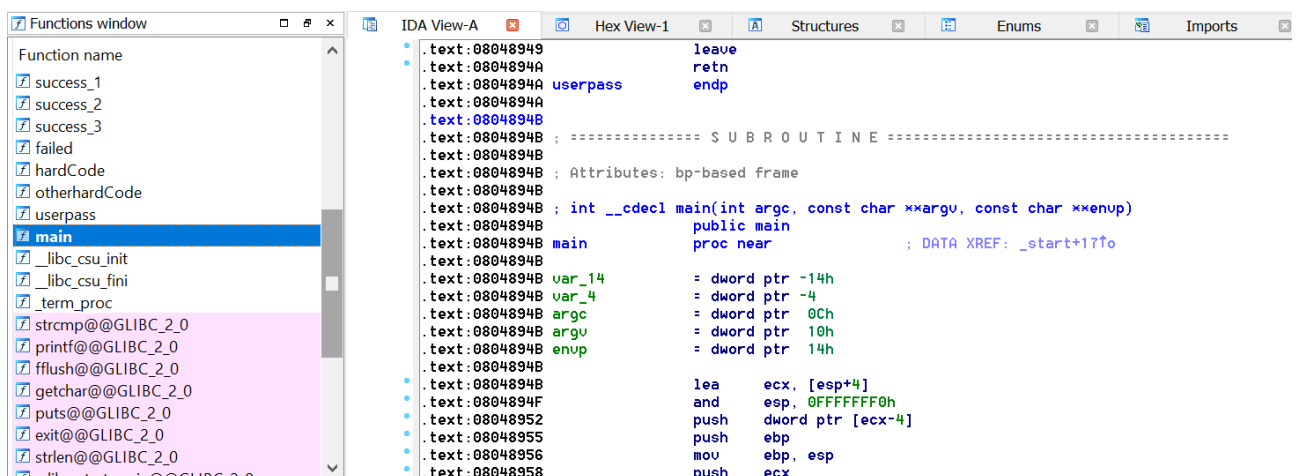 Functions window
Function name
success_1
success_2
success_3
failed
hardCode
otherhardCode
userpass
main
__libc_csu_init
__libc_csu_fini
_term_proc
strcmp@@GLIBC_2_0
printf@@GLIBC_2_0
fflush@@GLIBC_2_0
getchar@@GLIBC_2_0
puts@@GLIBC_2_0
exit@@GLIBC_2_0
strlen@@GLIBC_2_0
IDA View-A Hex View-1 Structures Enums Imports
.text:08048949 leave
.text:0804894A retn
.text:0804894A userpass endp
.text:0804894A
.text:0804894B
.text:0804894B ; =============== S U B R O U T I N E =======================================
.text:0804894B
.text:0804894B ; Attributes: bp-based frame
.text:0804894B
.text:0804894B ; int __cdecl main(int argc, const char **argv, const char **envp)
.text:0804894B public main
.text:0804894B main proc near ; DATA XREF: _start+17↑o
.text:0804894B
.text:0804894B var_14 = dword ptr -14h
.text:0804894B var_4 = dword ptr -4
.text:0804894B argc = dword ptr 0Ch
.text:0804894B argv = dword ptr 10h
.text:0804894B envp = dword ptr 14h
.text:0804894B
.text:0804894B lea ecx, [esp+4]
.text:0804894F and esp, 0FFFFFFF0h
.text:08048952 push dword ptr [ecx-4]
.text:08048955 push ebp
.text:08048956 mov ebp, esp
.text:08048958 push ecx